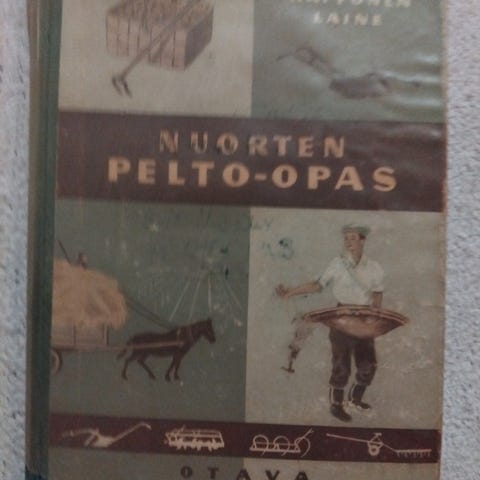 LAINE
NUORTEN
PELTO-OPAS
OTAVA